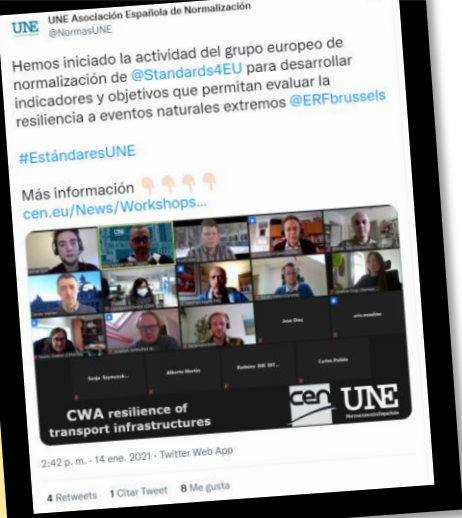 UNE
UNE Asociación Española de Normalización
@NormasUNE
Hemos iniciado la actividad del grupo europeo de
normalización de @Standards4EU para desarrollar
indicadores y objetivos que permitan evaluar la
resiliencia a eventos naturales extremos @ERFbrussels
#EstándaresUNE
Más información
cen.eu/News/Workshops...
Jose Diez
Alberto Martín
Carlos Pulido
CWA resilience of
transport infrastructures
cen UNE
2:42 p. m. · 14 ene. 2021 · Twitter Web App
4 Retweets 1 Citar Tweet 8 Me gusta